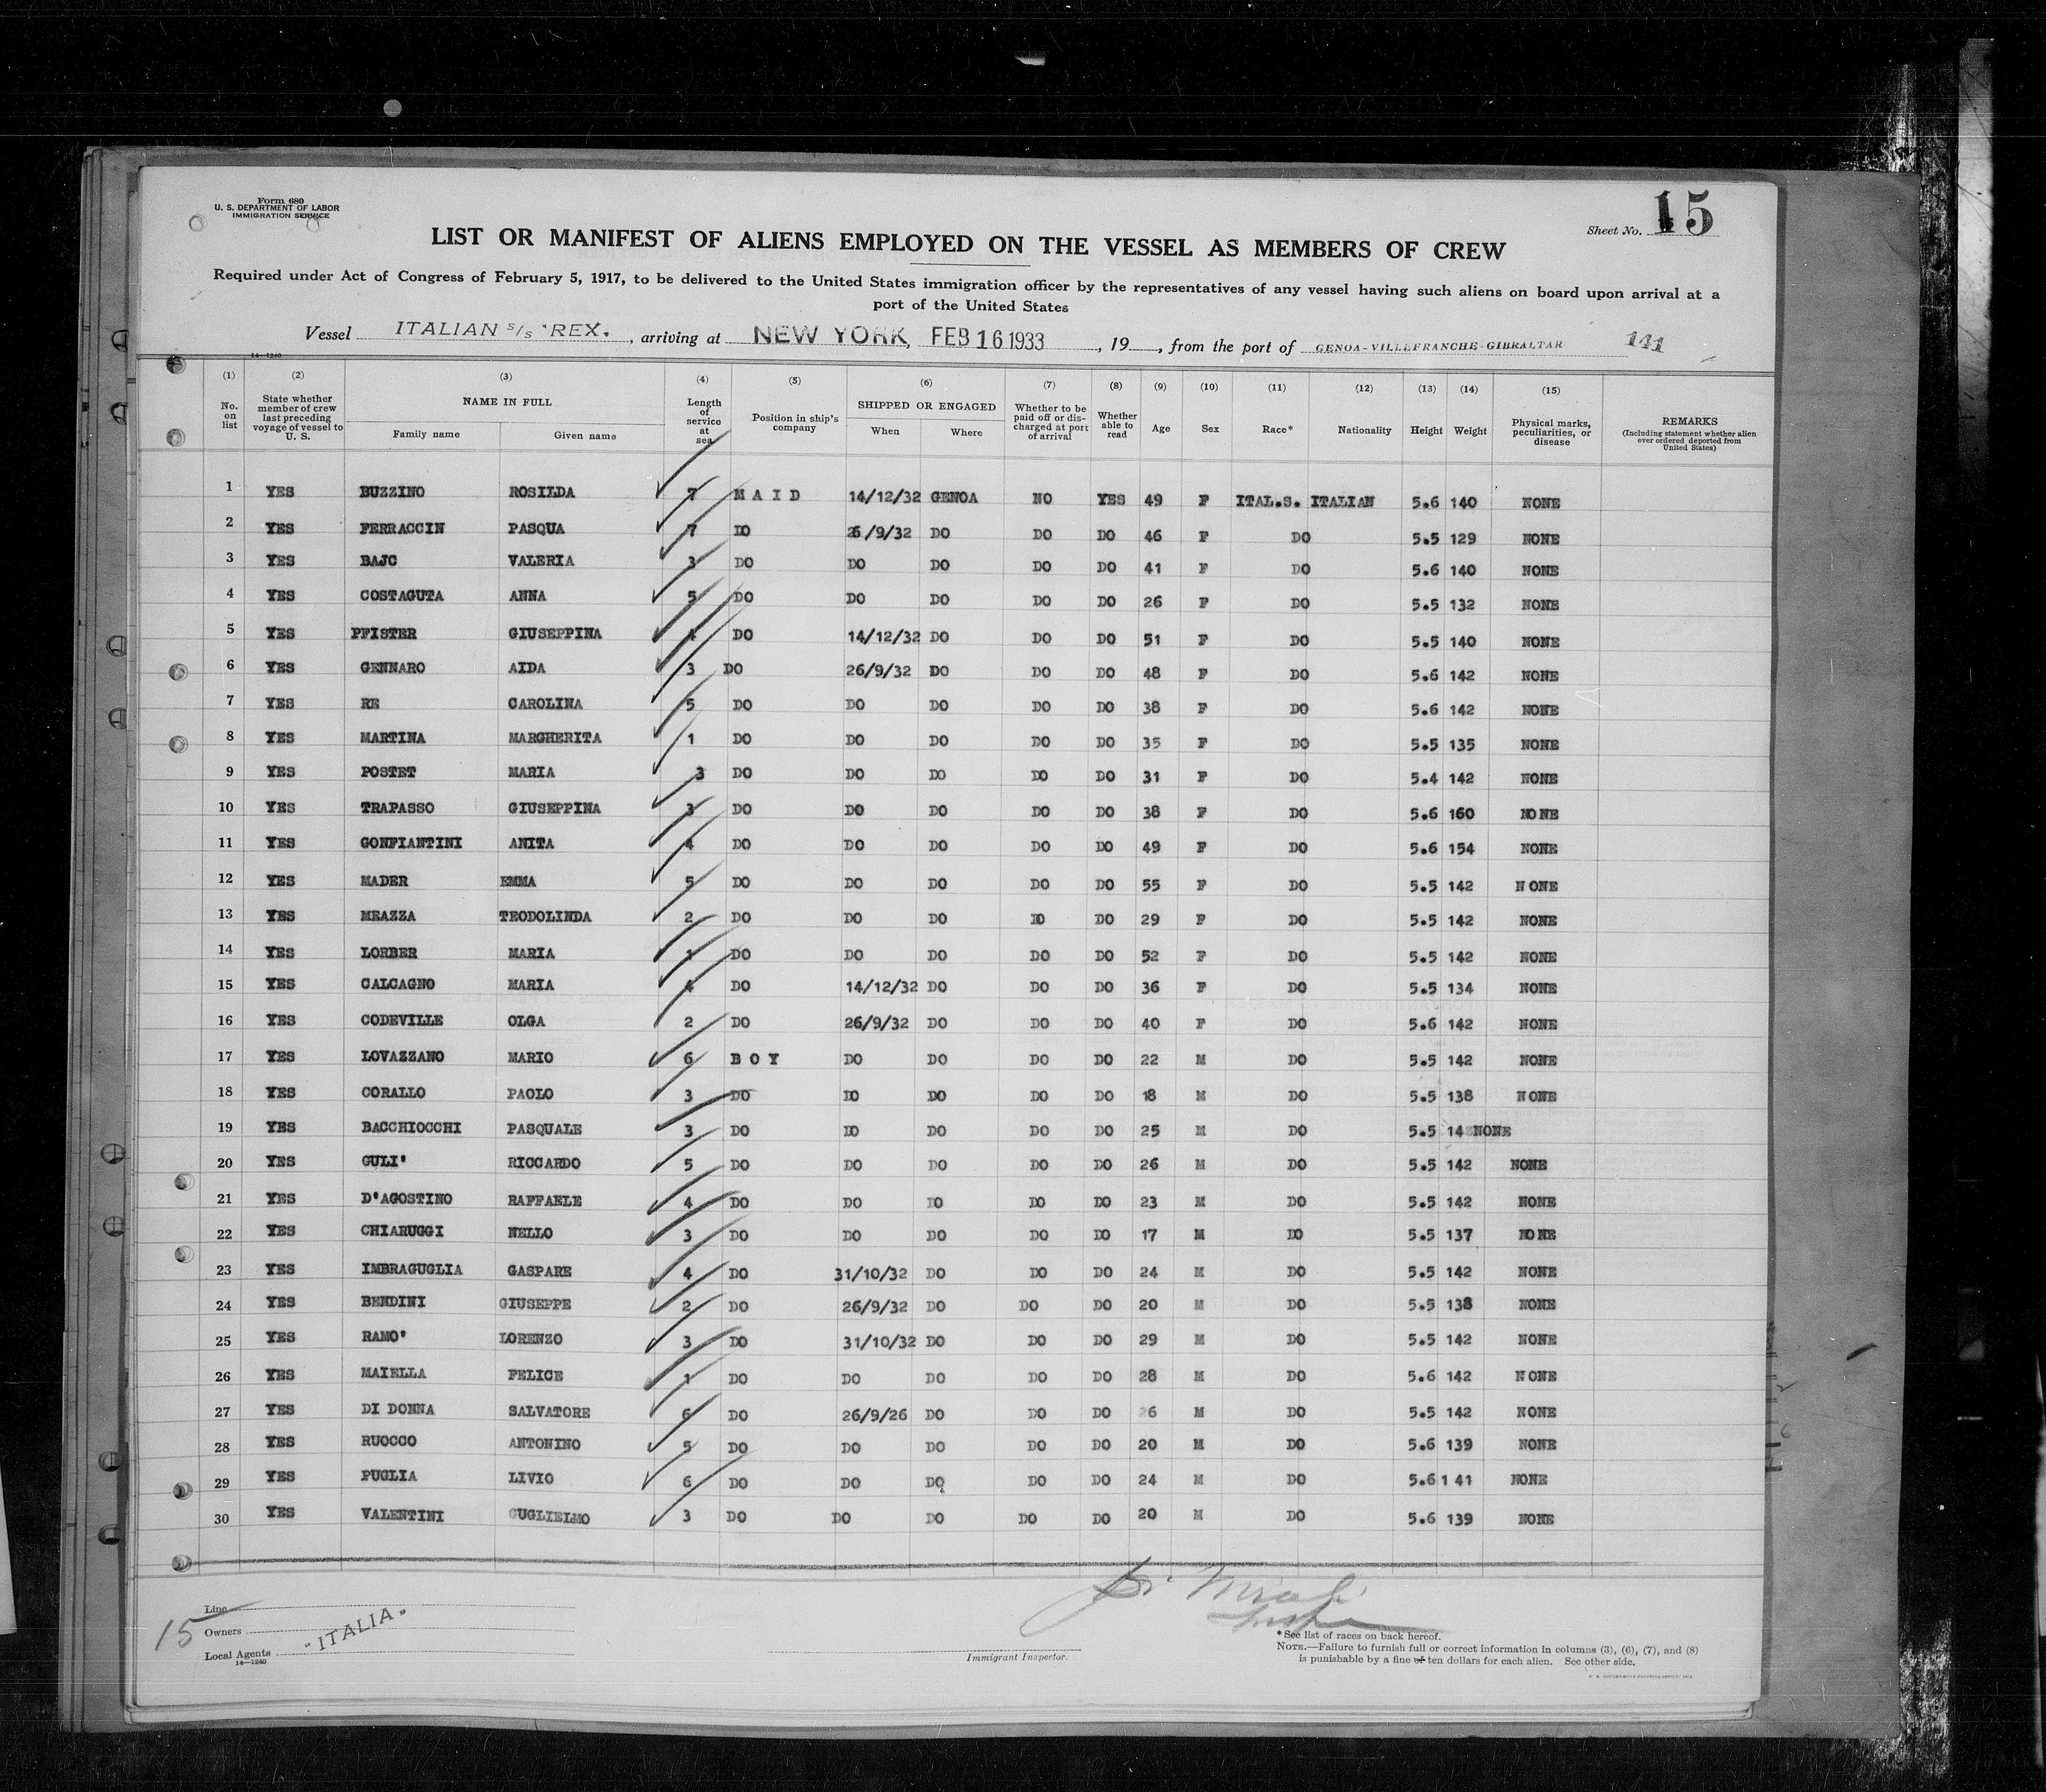 Form 680
U. S. DEPARTMENT OF LABOR
IMMIGRATION SERVICE
Sheet No. 15
LIST OR MANIFEST OF ALIENS EMPLOYED ON THE VESSEL AS MEMBERS OF CREW
Required under Act of Congress of February 5, 1917, to be delivered to the United States immigration officer by the representatives of any vessel having such aliens on board upon arrival at a
port of the United States
Vessel ITALIAN S/S "REX. , arriving at NEW YORK, FEB 16 1933 , 19 , from the port of GENOA-VILLEFRANCHE-GIBRALTAR 141
14—1240
(1) (2) (3) (4) (5) (6) (7) (8) (9) (10) (11) (12) (13) (14) (15)
No. on list State whether member of crew last preceding voyage of vessel to U. S. NAME IN FULL Family name Given name Length of service at sea Position in ship's company SHIPPED OR ENGAGED When Where Whether to be paid off or discharged at port of arrival Whether able to read Age Sex Race* Nationality Height Weight Physical marks, peculiarities, or disease REMARKS (Including statement whether alien ever ordered deported from United States)
1 YES BUZZINO ROSILDA 7 MAID 14/12/32 GENOA NO YES 49 F ITAL.S. ITALIAN 5.6 140 NONE
2 YES FERRACCIN PASQUA 7 DO 26/9/32 DO DO DO 46 F DO 5.5 129 NONE
3 YES BAJC VALERIA 3 DO DO DO DO DO 41 F DO 5.6 140 NONE
4 YES COSTAGUTA ANNA 5 DO DO DO DO DO 26 F DO 5.5 132 NONE
5 YES PFISTER GIUSEPPINA 4 DO 14/12/32 DO DO DO 51 F DO 5.5 140 NONE
6 YES GENNARO AIDA 3 DO 26/9/32 DO DO DO 48 F DO 5.6 142 NONE
7 YES RE CAROLINA 5 DO DO DO DO DO 38 F DO 5.6 142 NONE
8 YES MARTINA MARGHERITA 1 DO DO DO DO DO 35 F DO 5.5 135 NONE
9 YES POSTET MARIA 3 DO DO DO DO DO 31 F DO 5.4 142 NONE
10 YES TRAPASSO GIUSEPPINA 3 DO DO DO DO DO 38 F DO 5.6 160 NONE
11 YES GONFIANTINI ANITA 4 DO DO DO DO DO 49 F DO 5.6 154 NONE
12 YES MADER EMMA 5 DO DO DO DO DO 55 F DO 5.5 142 NONE
13 YES MEAZZA TEODOLINDA 2 DO DO DO DO DO 29 F DO 5.5 142 NONE
14 YES LORBER MARIA 1 DO DO DO DO DO 52 F DO 5.5 142 NONE
15 YES CALCAGNO MARIA 4 DO 14/12/32 DO DO DO 36 F DO 5.5 134 NONE
16 YES CODEVILLE OLGA 2 DO 26/9/32 DO DO DO 40 F DO 5.6 142 NONE
17 YES LOVAZZANO MARIO 6 BOY DO DO DO DO 22 M DO 5.5 142 NONE
18 YES CORALLO PAOLO 3 DO DO DO DO DO 18 M DO 5.5 138 NONE
19 YES BACCHIOCCHI PASQUALE 3 DO DO DO DO DO 25 M DO 5.5 142 NONE
20 YES GULI' RICCARDO 5 DO DO DO DO DO 26 M DO 5.5 142 NONE
21 YES D'AGOSTINO RAFFAELE 4 DO DO DO DO DO 23 M DO 5.5 142 NONE
22 YES CHIARUGGI NELLO 3 DO DO DO DO DO 17 M DO 5.5 137 NONE
23 YES IMBRAGUGLIA GASPARE 4 DO 31/10/32 DO DO DO 24 M DO 5.5 142 NONE
24 YES BENDINI GIUSEPPE 2 DO 26/9/32 DO DO DO 20 M DO 5.5 138 NONE
25 YES RAMO' LORENZO 3 DO 31/10/32 DO DO DO 29 M DO 5.5 142 NONE
26 YES MAIELLA FELICE 1 DO DO DO DO DO 28 M DO 5.6 142 NONE
27 YES DI DONNA SALVATORE 6 DO 26/9/26 DO DO DO 26 M DO 5.5 142 NONE
28 YES RUOCCO ANTONINO 5 DO DO DO DO DO 20 M DO 5.6 139 NONE
29 YES PUGLIA LIVIO 6 DO DO DO DO DO 24 M DO 5.6 141 NONE
30 YES VALENTINI GUGLIELMO 3 DO DO DO DO DO 20 M DO 5.6 139 NONE
15
Line
Owners
Local Agents "ITALIA"
14—1240
Immigrant Inspector.
*See list of races on back hereof.
NOTE.—Failure to furnish full or correct information in columns (3), (6), (7), and (8)
is punishable by a fine of ten dollars for each alien. See other side.